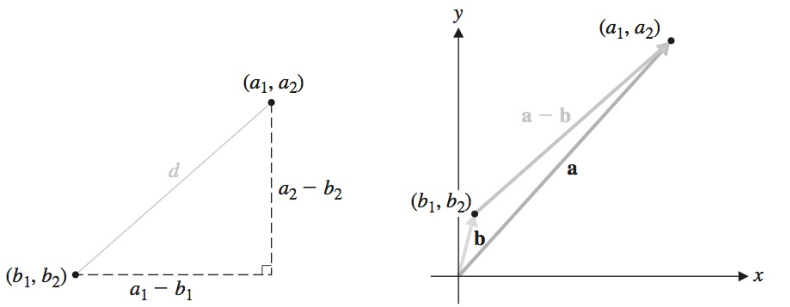 (a₁, a₂)
d
a₂ − b₂
(b₁, b₂)
a₁ − b₁
y
(a₁, a₂)
a − b
a
(b₁, b₂)
b
x